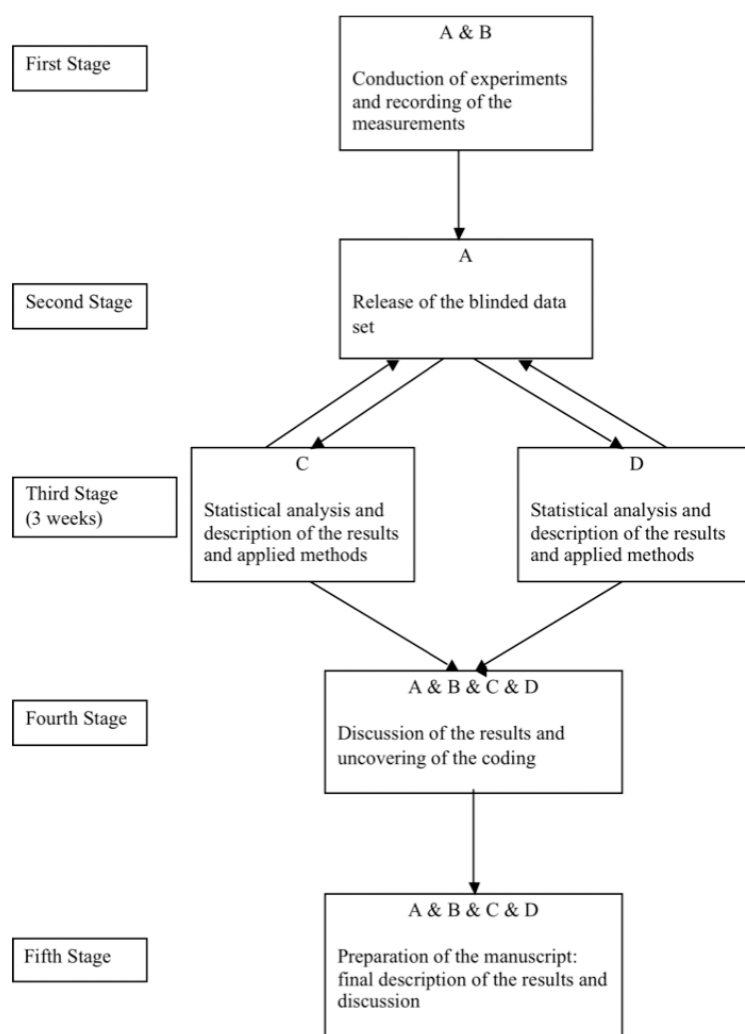 First Stage
A & B
Conduction of experiments
and recording of the
measurements
Second Stage
A
Release of the blinded data
set
Third Stage
(3 weeks)
C
Statistical analysis and
description of the results
and applied methods
D
Statistical analysis and
description of the results
and applied methods
Fourth Stage
A & B & C & D
Discussion of the results and
uncovering of the coding
Fifth Stage
A & B & C & D
Preparation of the manuscript:
final description of the results and
discussion